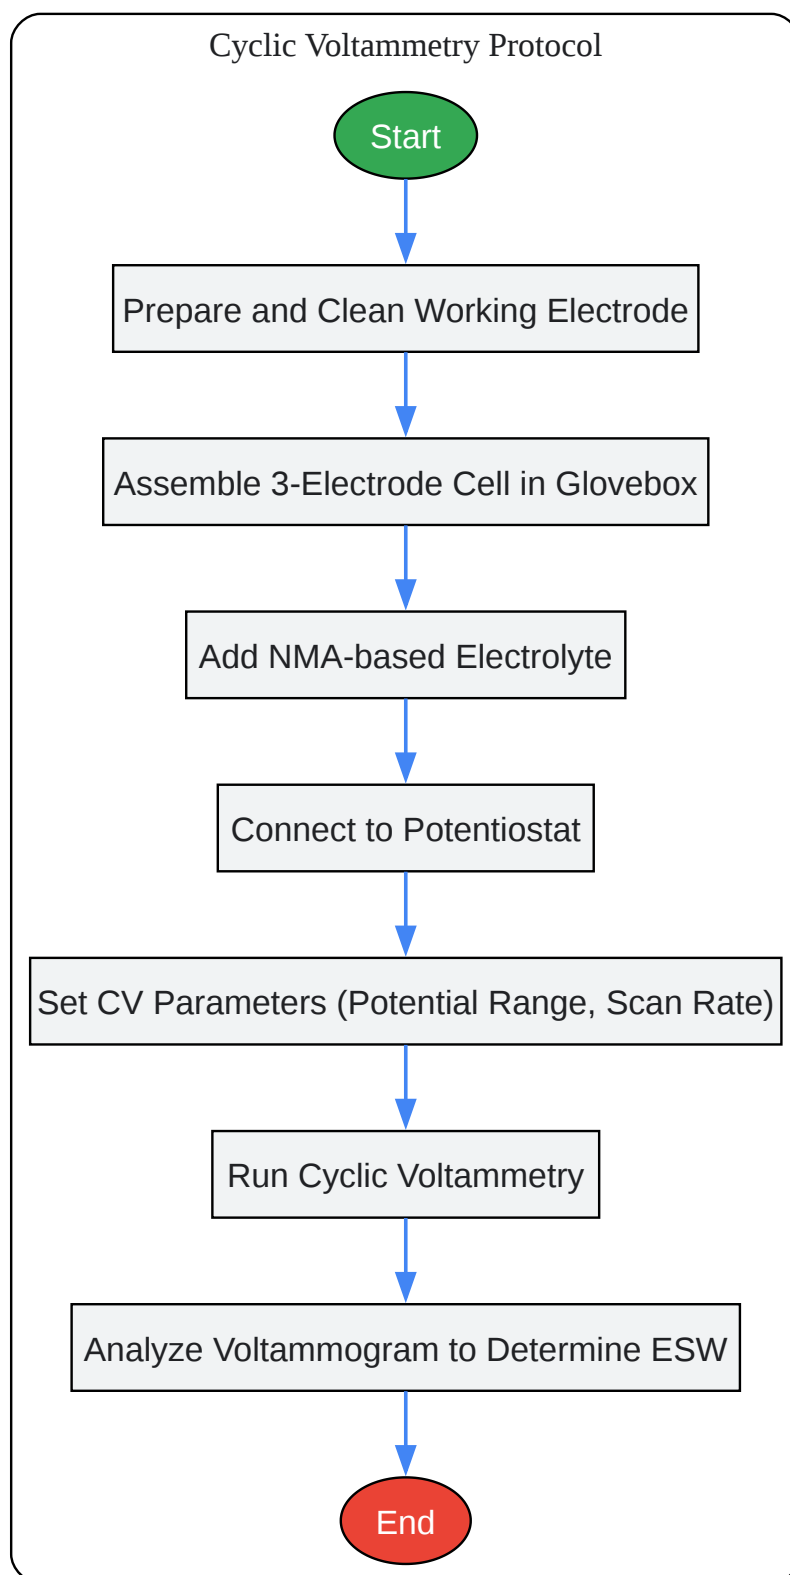 Cyclic Voltammetry Protocol
Start
Prepare and Clean Working Electrode
Assemble 3-Electrode Cell in Glovebox
Add NMA-based Electrolyte
Connect to Potentiostat
Set CV Parameters (Potential Range, Scan Rate)
Run Cyclic Voltammetry
Analyze Voltammogram to Determine ESW
End